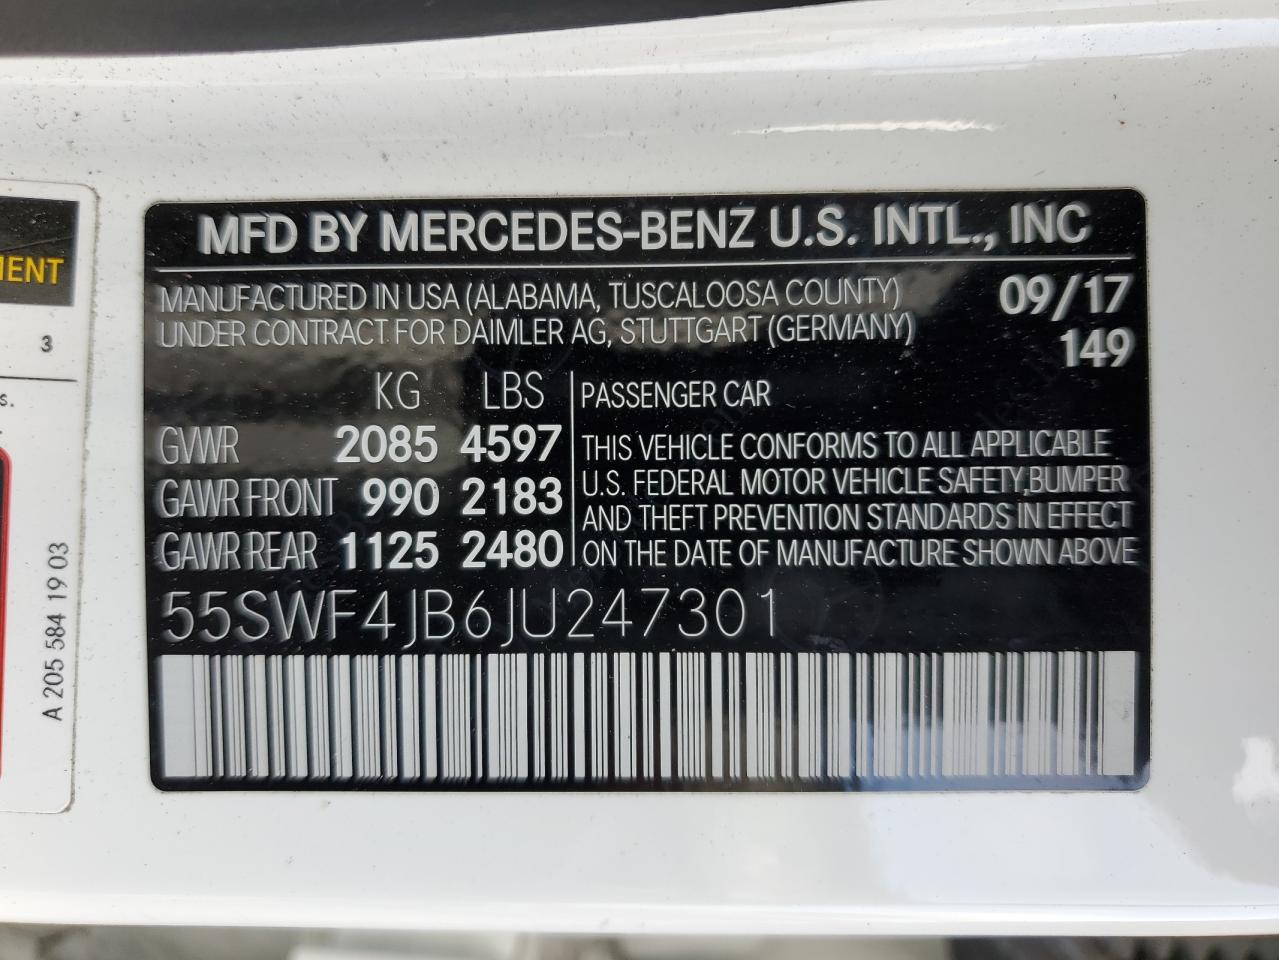 MFD BY MERCEDES-BENZ U.S. INTL., INC
MANUFACTURED IN USA (ALABAMA, TUSCALOOSA COUNTY) 09/17
UNDER CONTRACT FOR DAIMLER AG, STUTTGART (GERMANY) 149
KG LBS
GVWR 2085 4597
GAWR FRONT 990 2183
GAWR REAR 1125 2480
PASSENGER CAR
THIS VEHICLE CONFORMS TO ALL APPLICABLE
U.S. FEDERAL MOTOR VEHICLE SAFETY,BUMPER
AND THEFT PREVENTION STANDARDS IN EFFECT
ON THE DATE OF MANUFACTURE SHOWN ABOVE
55SWF4JB6JU247301
3
A 205 584 19 03